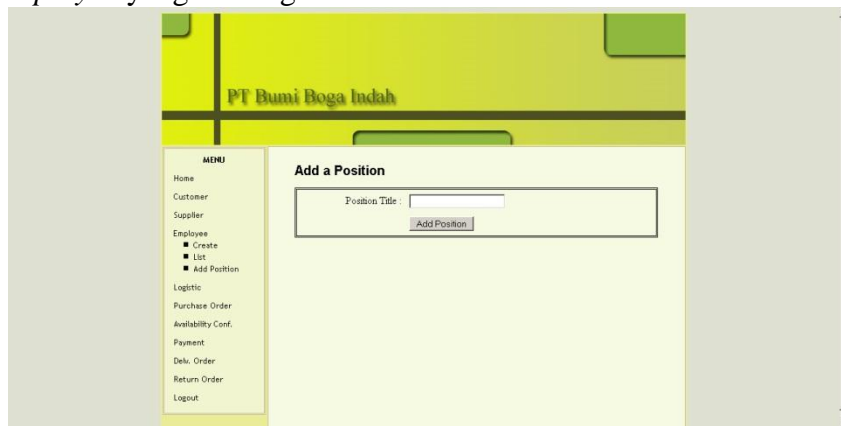 PT Bumi Boga Indah
MENU
Home
Customer
Supplier
Employee
Create
List
Add Position
Logistic
Purchase Order
Availability Conf.
Payment
Delv. Order
Return Order
Logout
Add a Position
Position Title :
Add Position